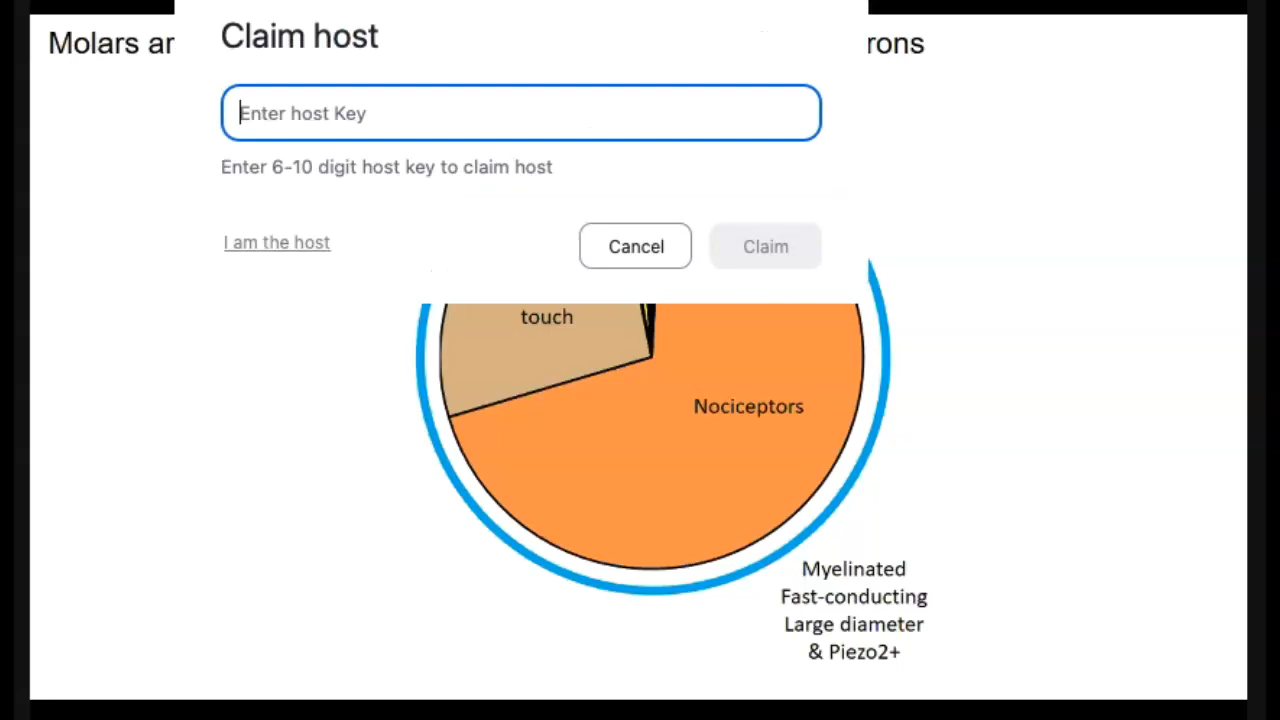 Claim host
Molars ar
rons
Enter host Key
Enter 6-10 digit host key to claim host
I am the host
Cancel
Claim
touch
Nociceptors
Myelinated
Fast-conducting
Large diameter
& Piezo2+